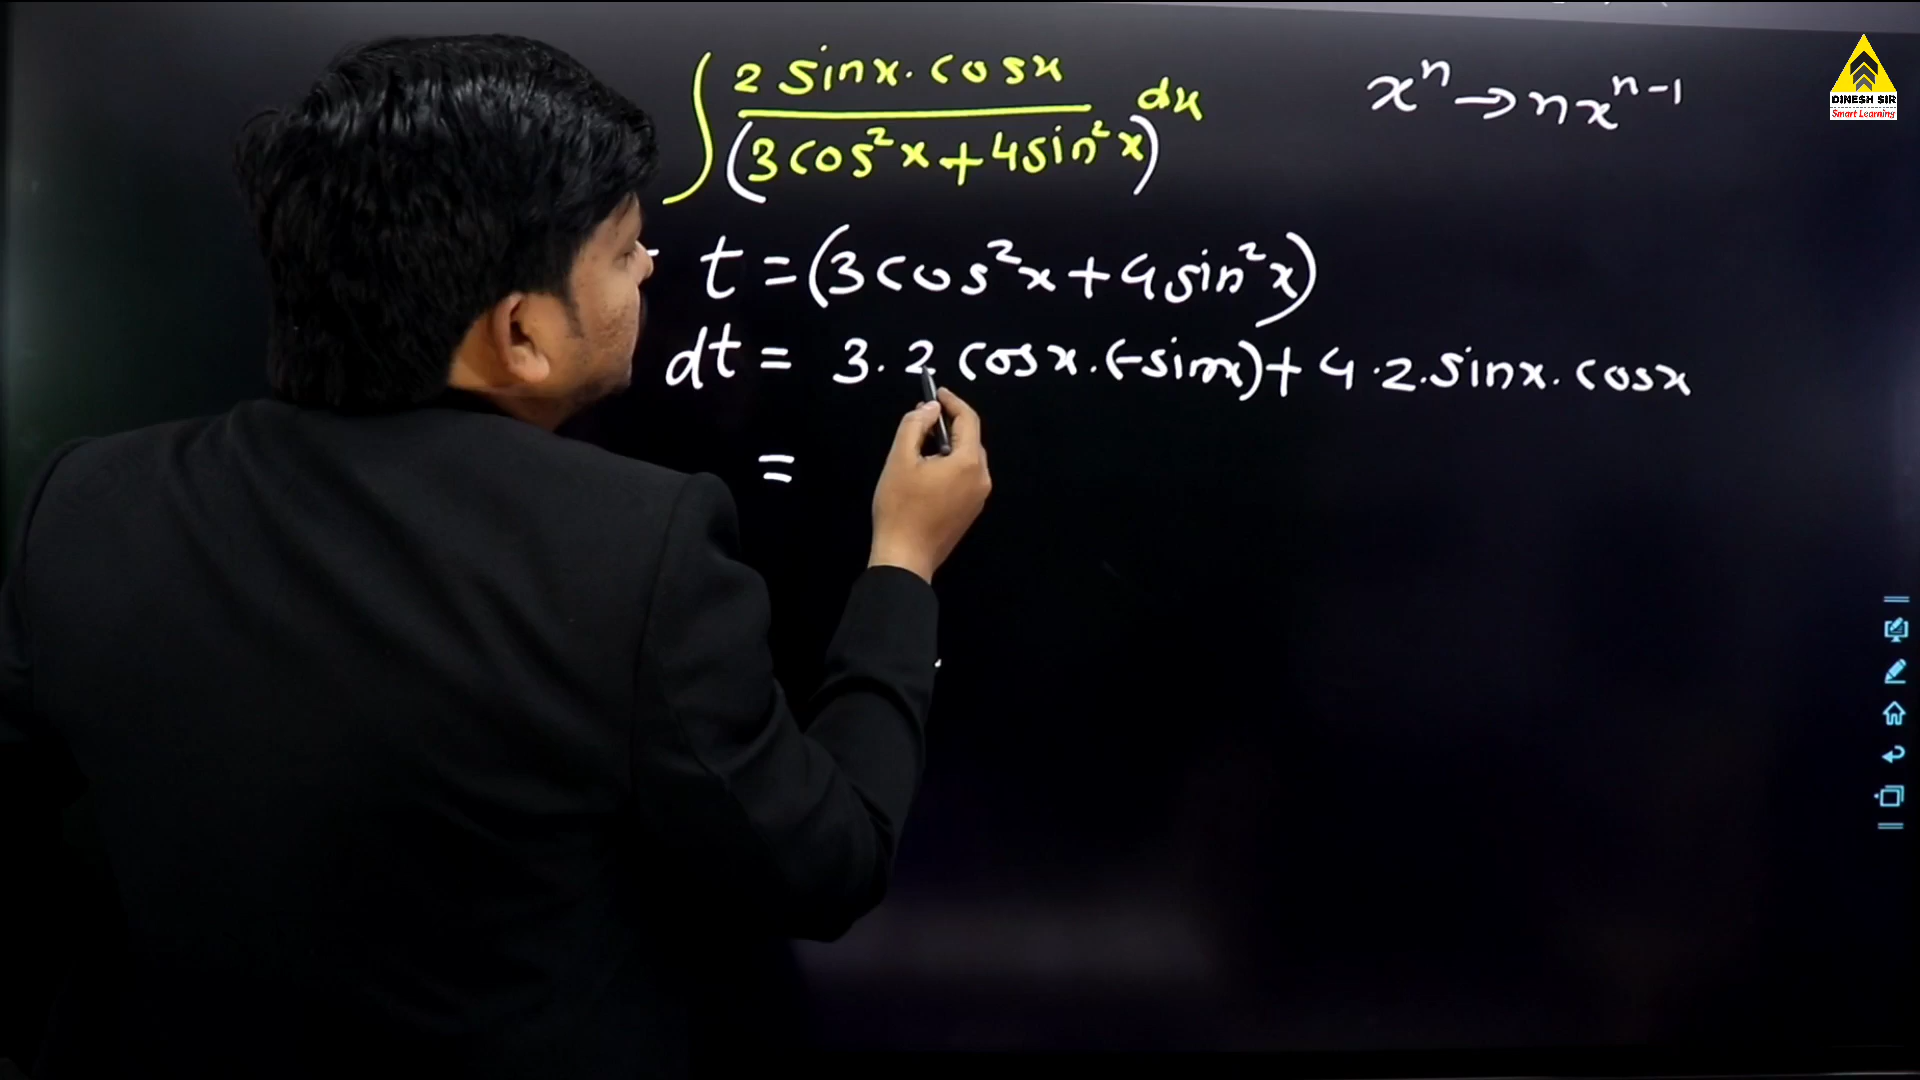 ∫ 2 sinx. cosx / (3cos²x+4sin²x) dx
xⁿ → nxⁿ⁻¹
DINESH SIR
Smart Learning
t = (3cos²x+4sin²x)
dt = 3.2 cosx.(-sinx)+4.2.sinx.cosx
=